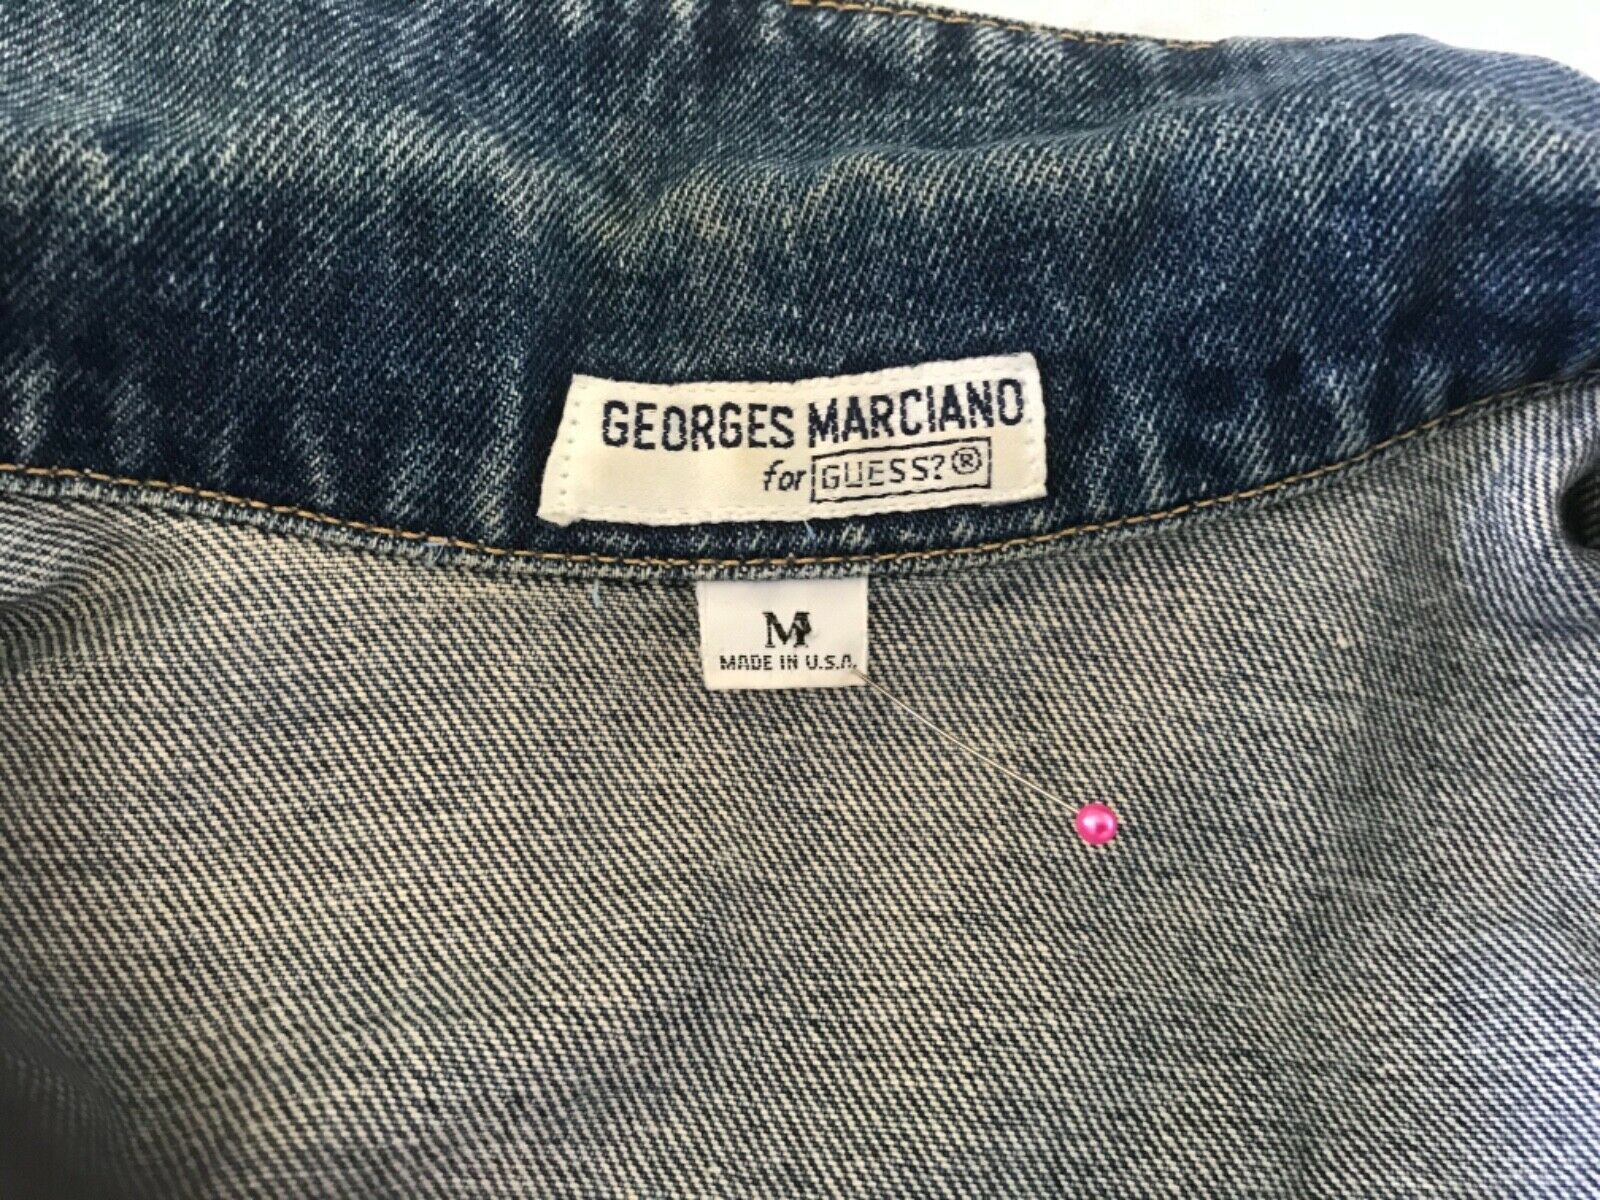 GEORGES MARCIANO
for GUESS?®
M
MADE IN U.S.A.